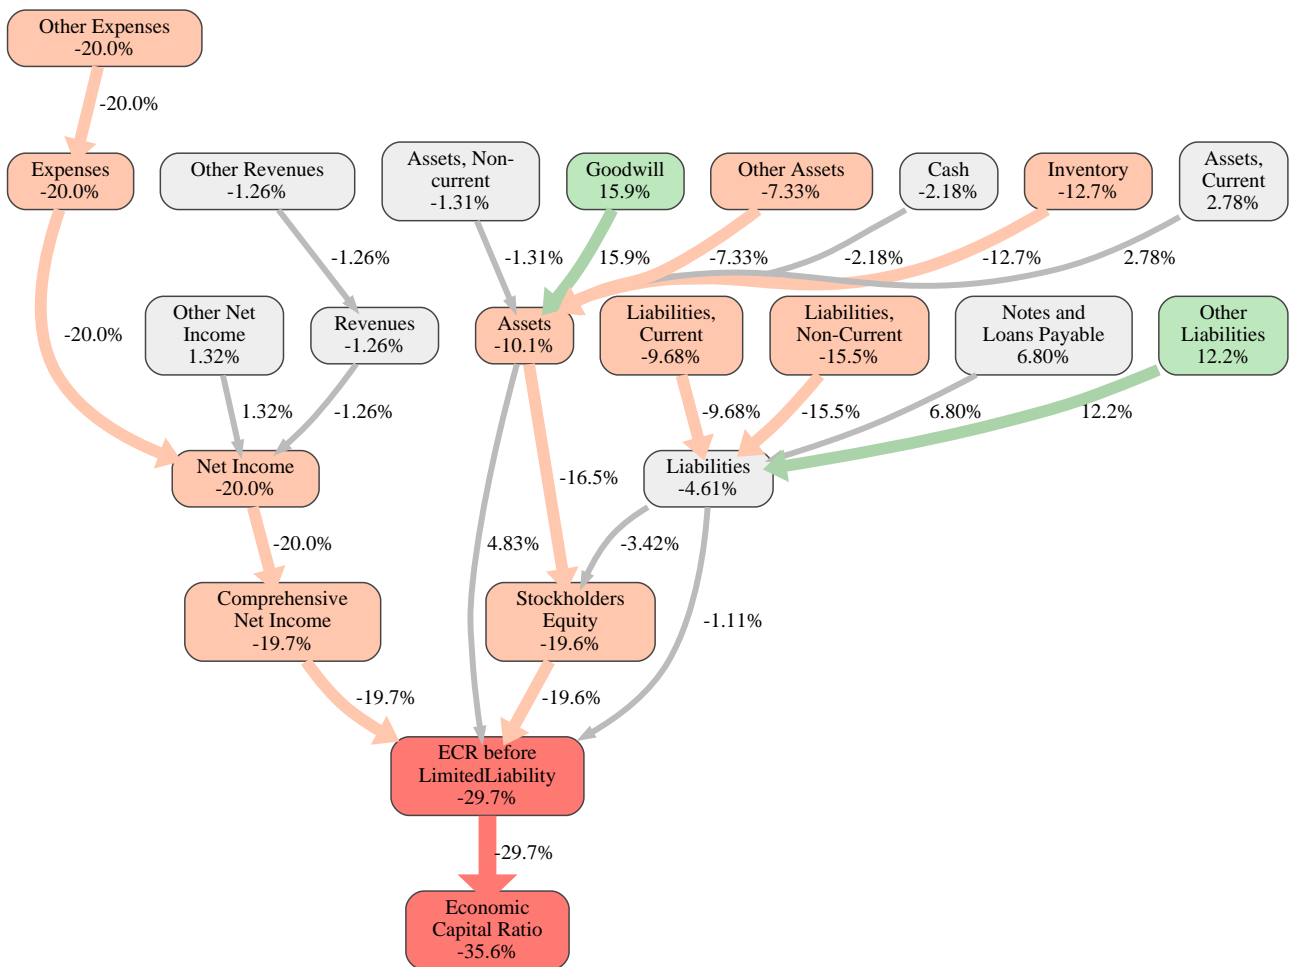 Other Expenses
-20.0%
-20.0%
Expenses
-20.0%
Other Revenues
-1.26%
Assets, Non-
current
-1.31%
Goodwill
15.9%
Other Assets
-7.33%
Cash
-2.18%
Inventory
-12.7%
Assets,
Current
2.78%
-1.26%
-1.31%
15.9%
-7.33%
-2.18%
-12.7%
2.78%
-20.0%
Other Net
Income
1.32%
Revenues
-1.26%
Assets
-10.1%
Liabilities,
Current
-9.68%
Liabilities,
Non-Current
-15.5%
Notes and
Loans Payable
6.80%
Other
Liabilities
12.2%
1.32%
-1.26%
-9.68%
-15.5%
6.80%
12.2%
Net Income
-20.0%
-16.5%
Liabilities
-4.61%
-20.0%
4.83%
-3.42%
Comprehensive
Net Income
-19.7%
Stockholders
Equity
-19.6%
-1.11%
-19.7%
-19.6%
ECR before
LimitedLiability
-29.7%
-29.7%
Economic
Capital Ratio
-35.6%